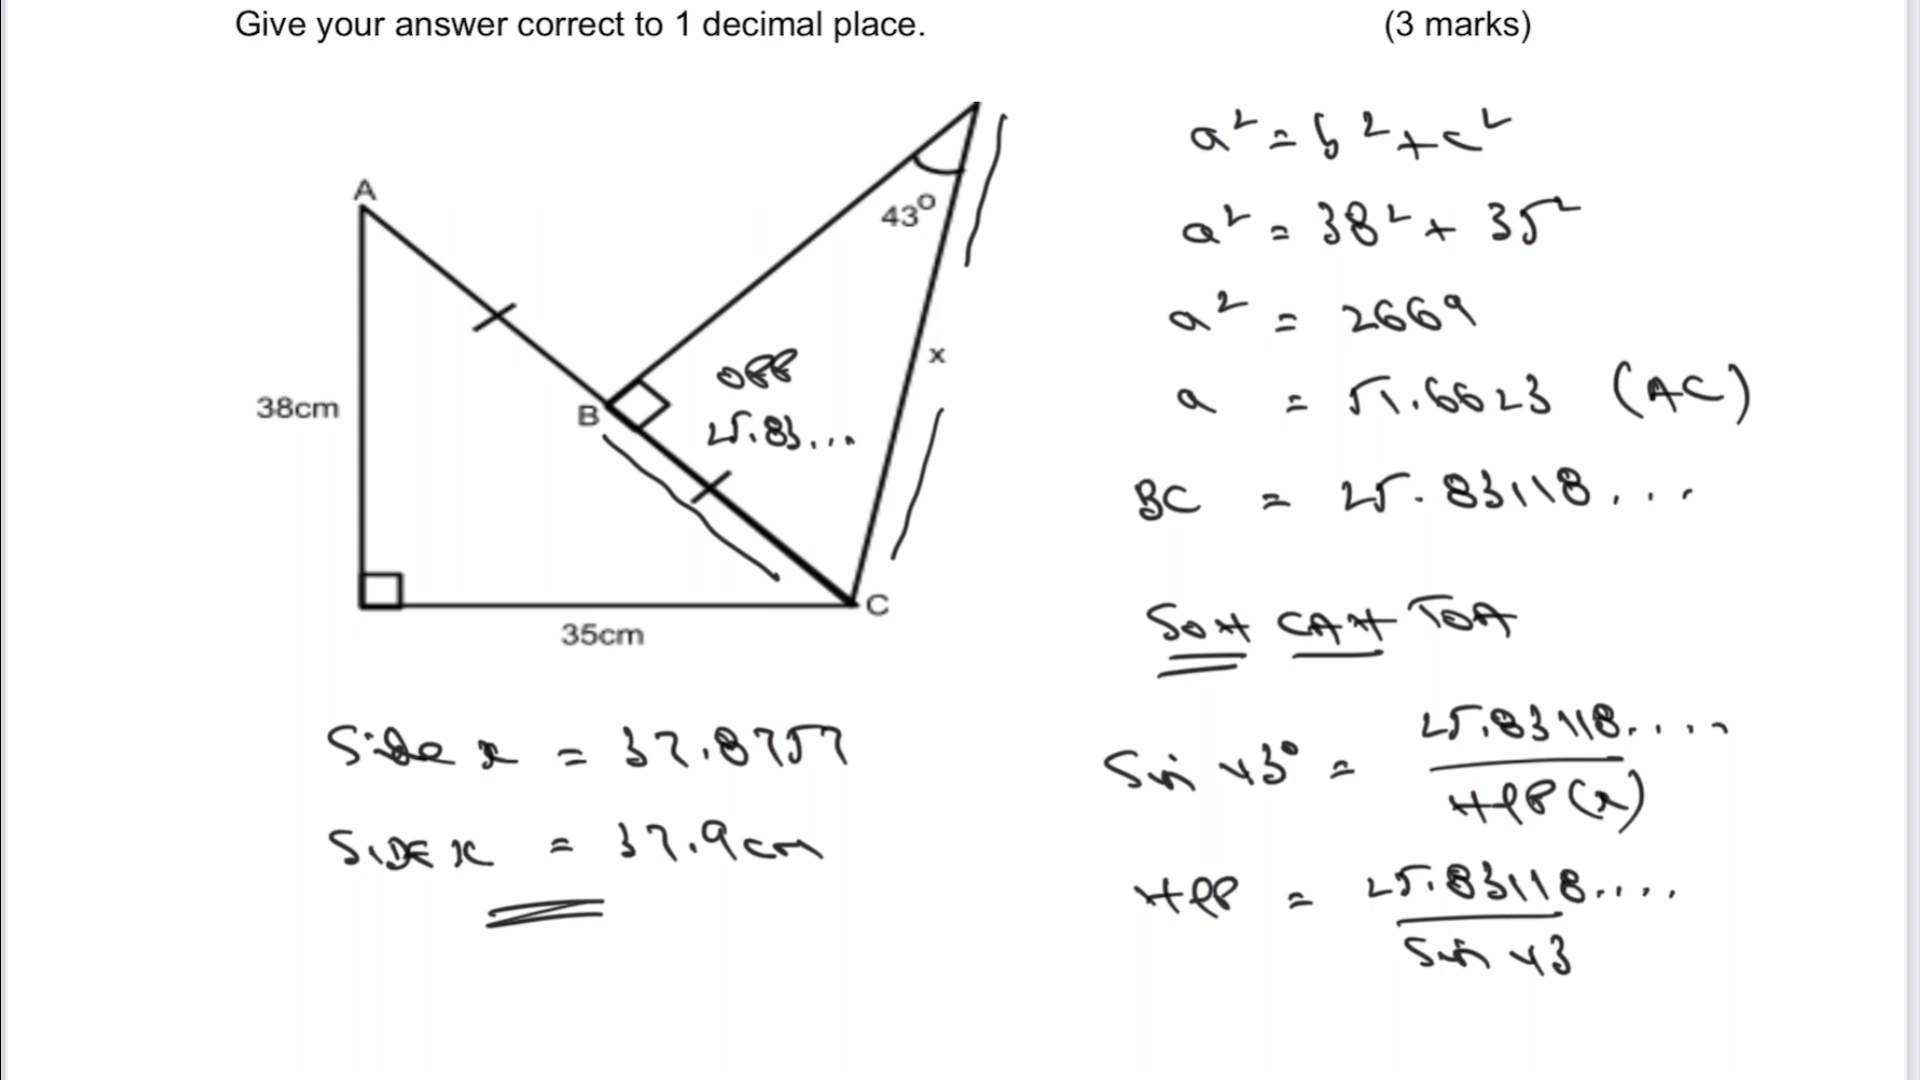 Give your answer correct to 1 decimal place. (3 marks)
A
43°
38cm
B
x
C
35cm
opp
25.83...
a² = b² + c²
a² = 38² + 35²
a² = 2669
a = 51.6623 (AC)
BC = 25.83118...
SOH CAH TOA
Sin 43° = 25.83118....
HYP(x)
HYP = 25.83118....
Sin 43
Side x = 37.8757
SIDE x = 37.9cm